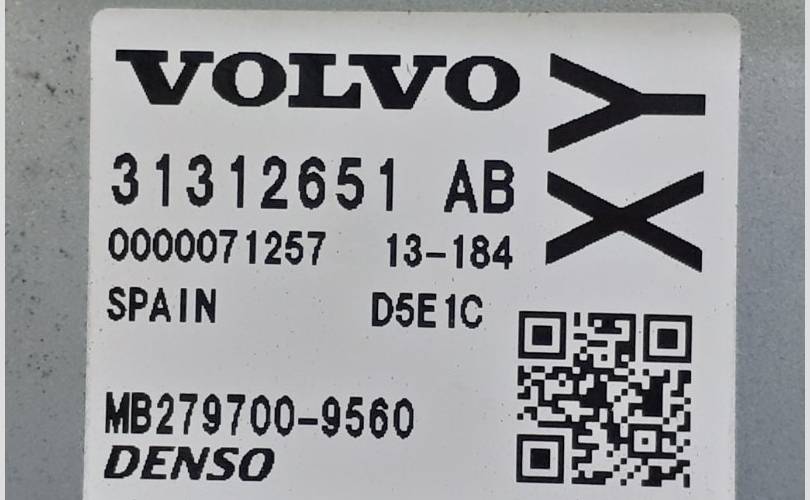 VOLVO
31312651 AB
0000071257 13-184
SPAIN D5E1C
MB279700-9560
DENSO
XY